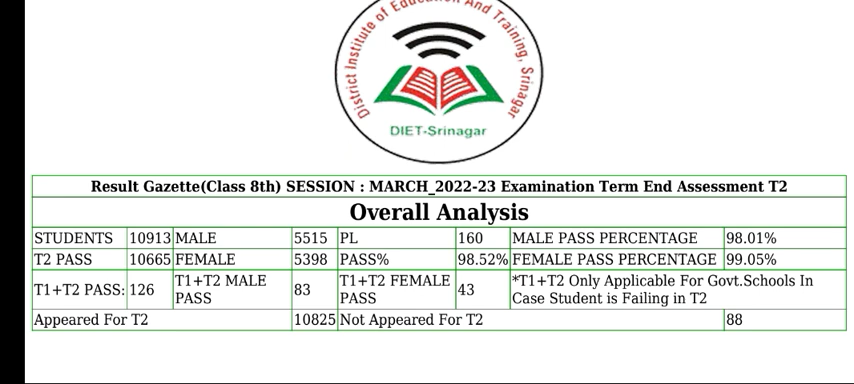 District Institute of Education And Training, Srinagar
DIET-Srinagar
Result Gazette(Class 8th) SESSION : MARCH_2022-23 Examination Term End Assessment T2
Overall Analysis
STUDENTS 10913 MALE 5515 PL 160 MALE PASS PERCENTAGE 98.01%
T2 PASS 10665 FEMALE 5398 PASS% 98.52% FEMALE PASS PERCENTAGE 99.05%
T1+T2 PASS: 126 T1+T2 MALE PASS 83 T1+T2 FEMALE PASS 43 *T1+T2 Only Applicable For Govt.Schools In Case Student is Failing in T2
Appeared For T2 10825 Not Appeared For T2 88